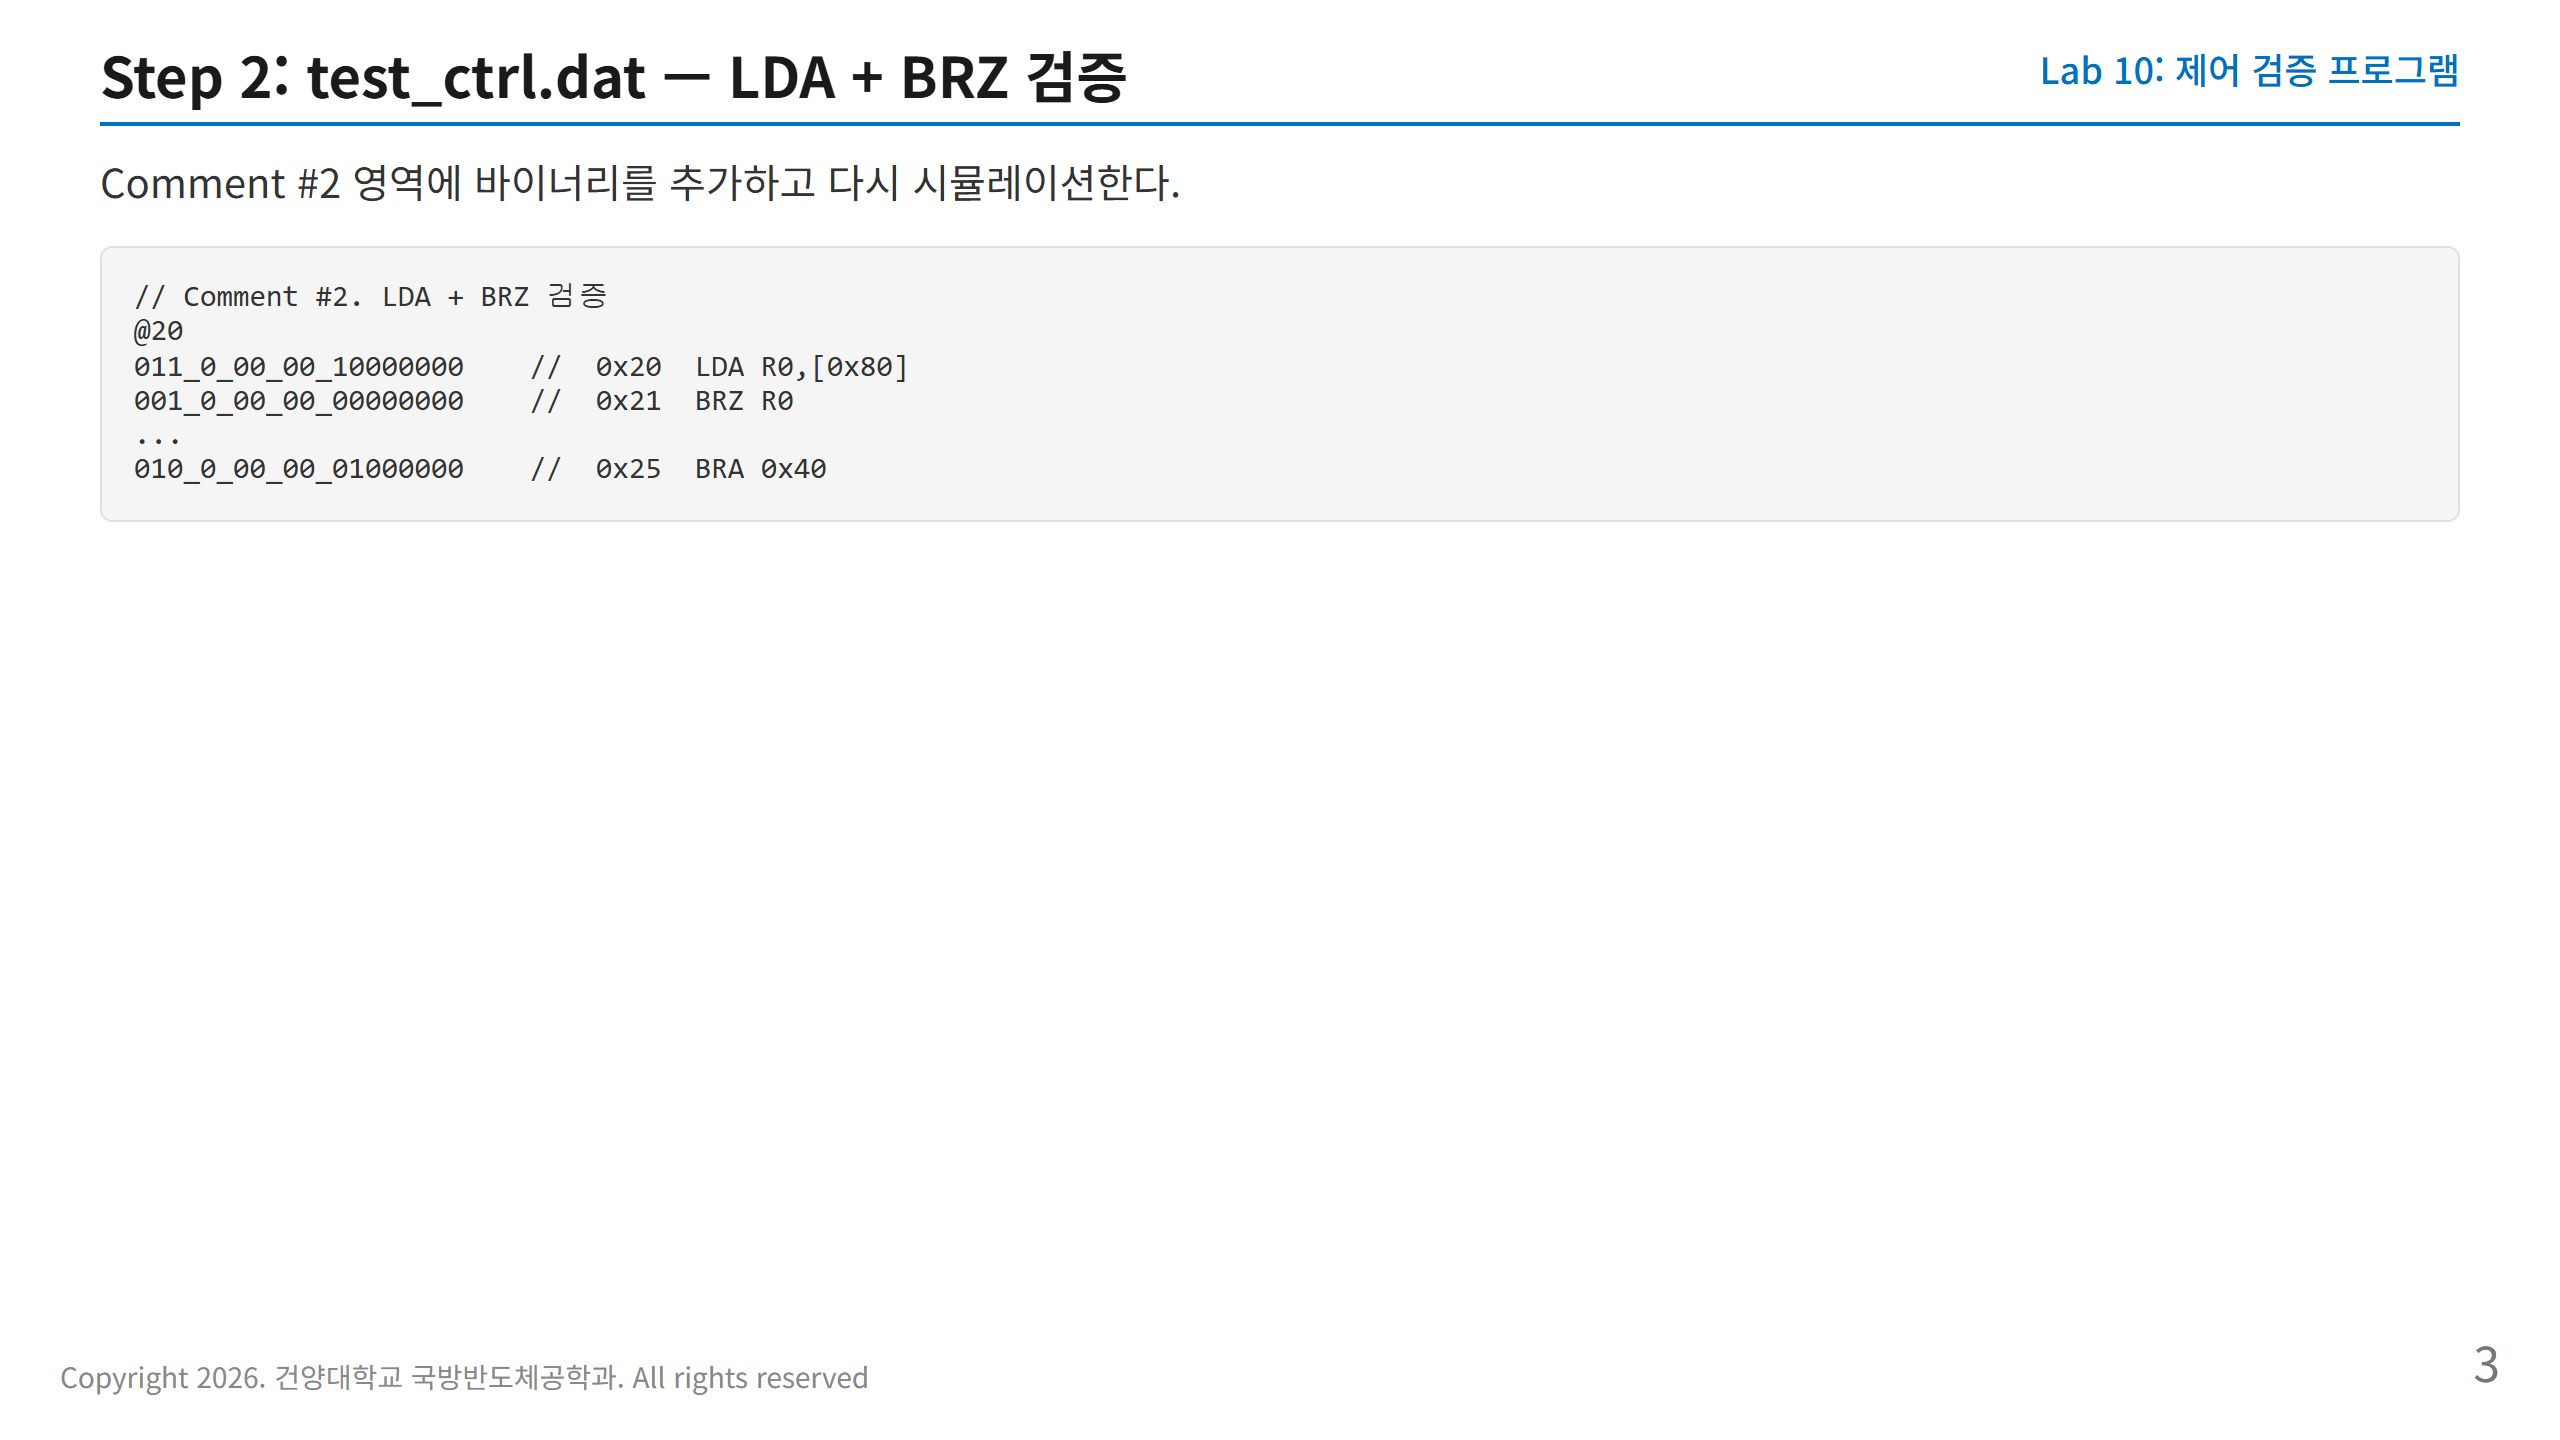 Step 2: test_ctrl.dat — LDA + BRZ 검증
Lab 10: 제어 검증 프로그램
Comment #2 영역에 바이너리를 추가하고 다시 시뮬레이션한다.
// Comment #2. LDA + BRZ 검증
@20
011_0_00_00_10000000    //  0x20  LDA R0,[0x80]
001_0_00_00_00000000    //  0x21  BRZ R0
...
010_0_00_00_01000000    //  0x25  BRA 0x40
Copyright 2026. 건양대학교 국방반도체공학과. All rights reserved
3